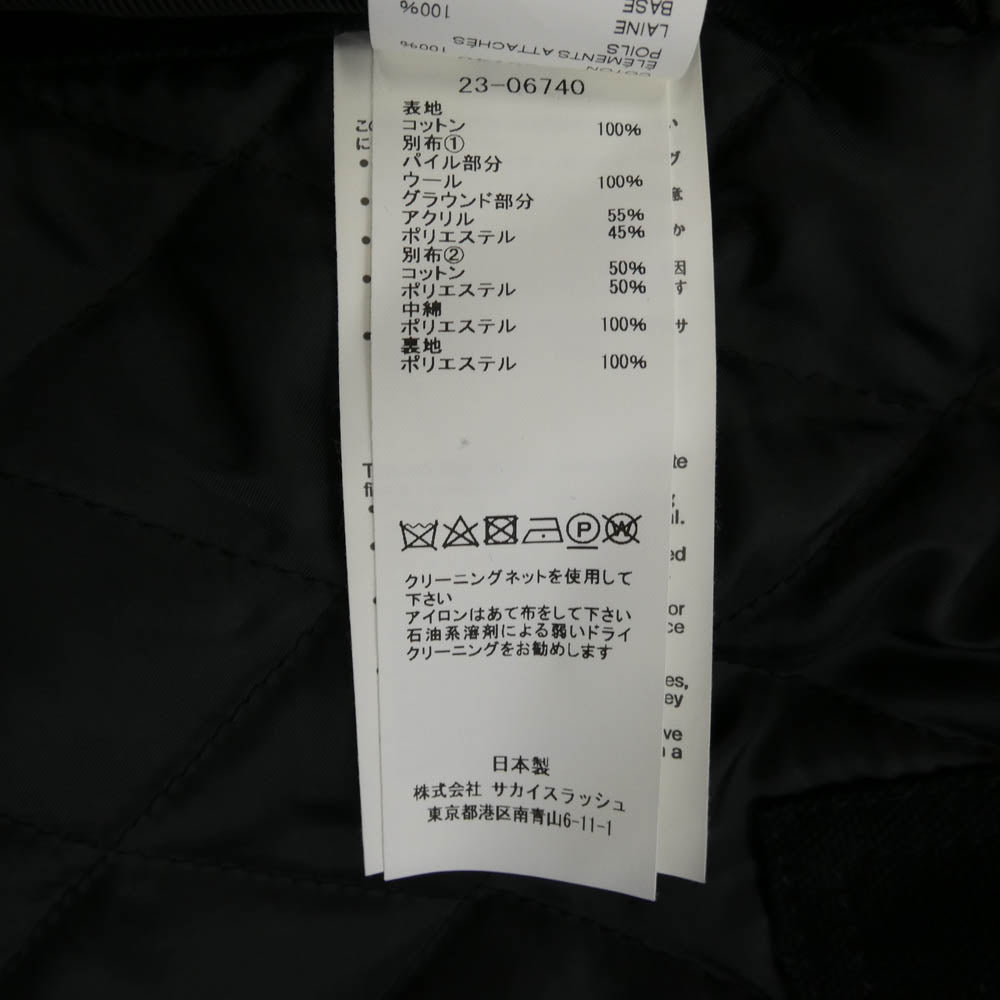 BASE
100%
LAINE
POILS
ÉLÉMENTS ATTACHÉS
100%
23-06740
表地
コットン 100%
別布①
パイル部分
ウール 100%
グラウンド部分
アクリル 55%
ポリエステル 45%
別布②
コットン 50%
ポリエステル 50%
中綿
ポリエステル 100%
裏地
ポリエステル 100%
P
W
クリーニングネットを使用して
下さい
アイロンはあて布をして下さい
石油系溶剤による弱いドライ
クリーニングをお勧めします
日本製
株式会社 サカイスラッシュ
東京都港区南青山6-11-1